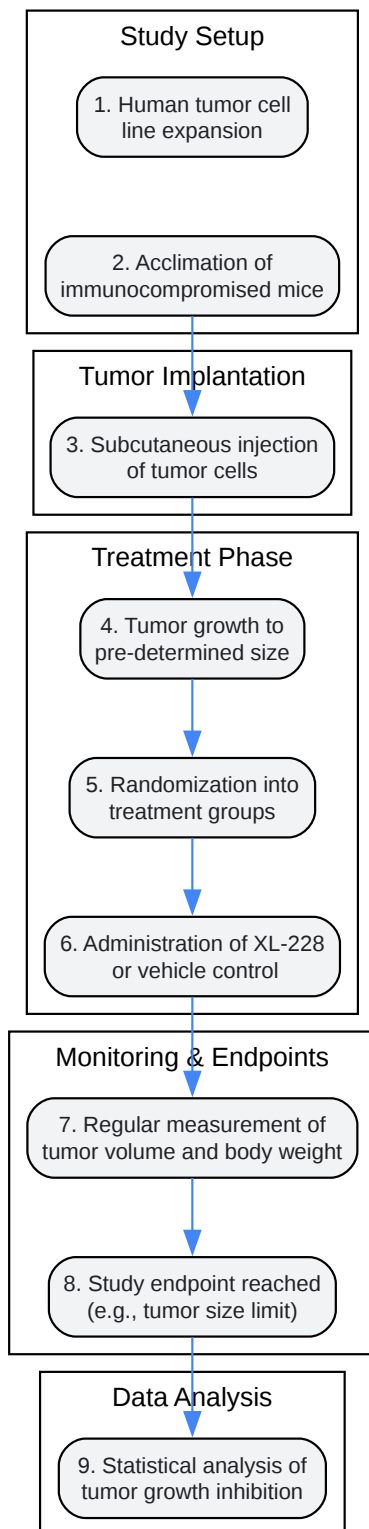 Study Setup
1. Human tumor cell
line expansion
2. Acclimation of
immunocompromised mice
Tumor Implantation
3. Subcutaneous injection
of tumor cells
Treatment Phase
4. Tumor growth to
pre-determined size
5. Randomization into
treatment groups
6. Administration of XL-228
or vehicle control
Monitoring & Endpoints
7. Regular measurement of
tumor volume and body weight
8. Study endpoint reached
(e.g., tumor size limit)
Data Analysis
9. Statistical analysis of
tumor growth inhibition